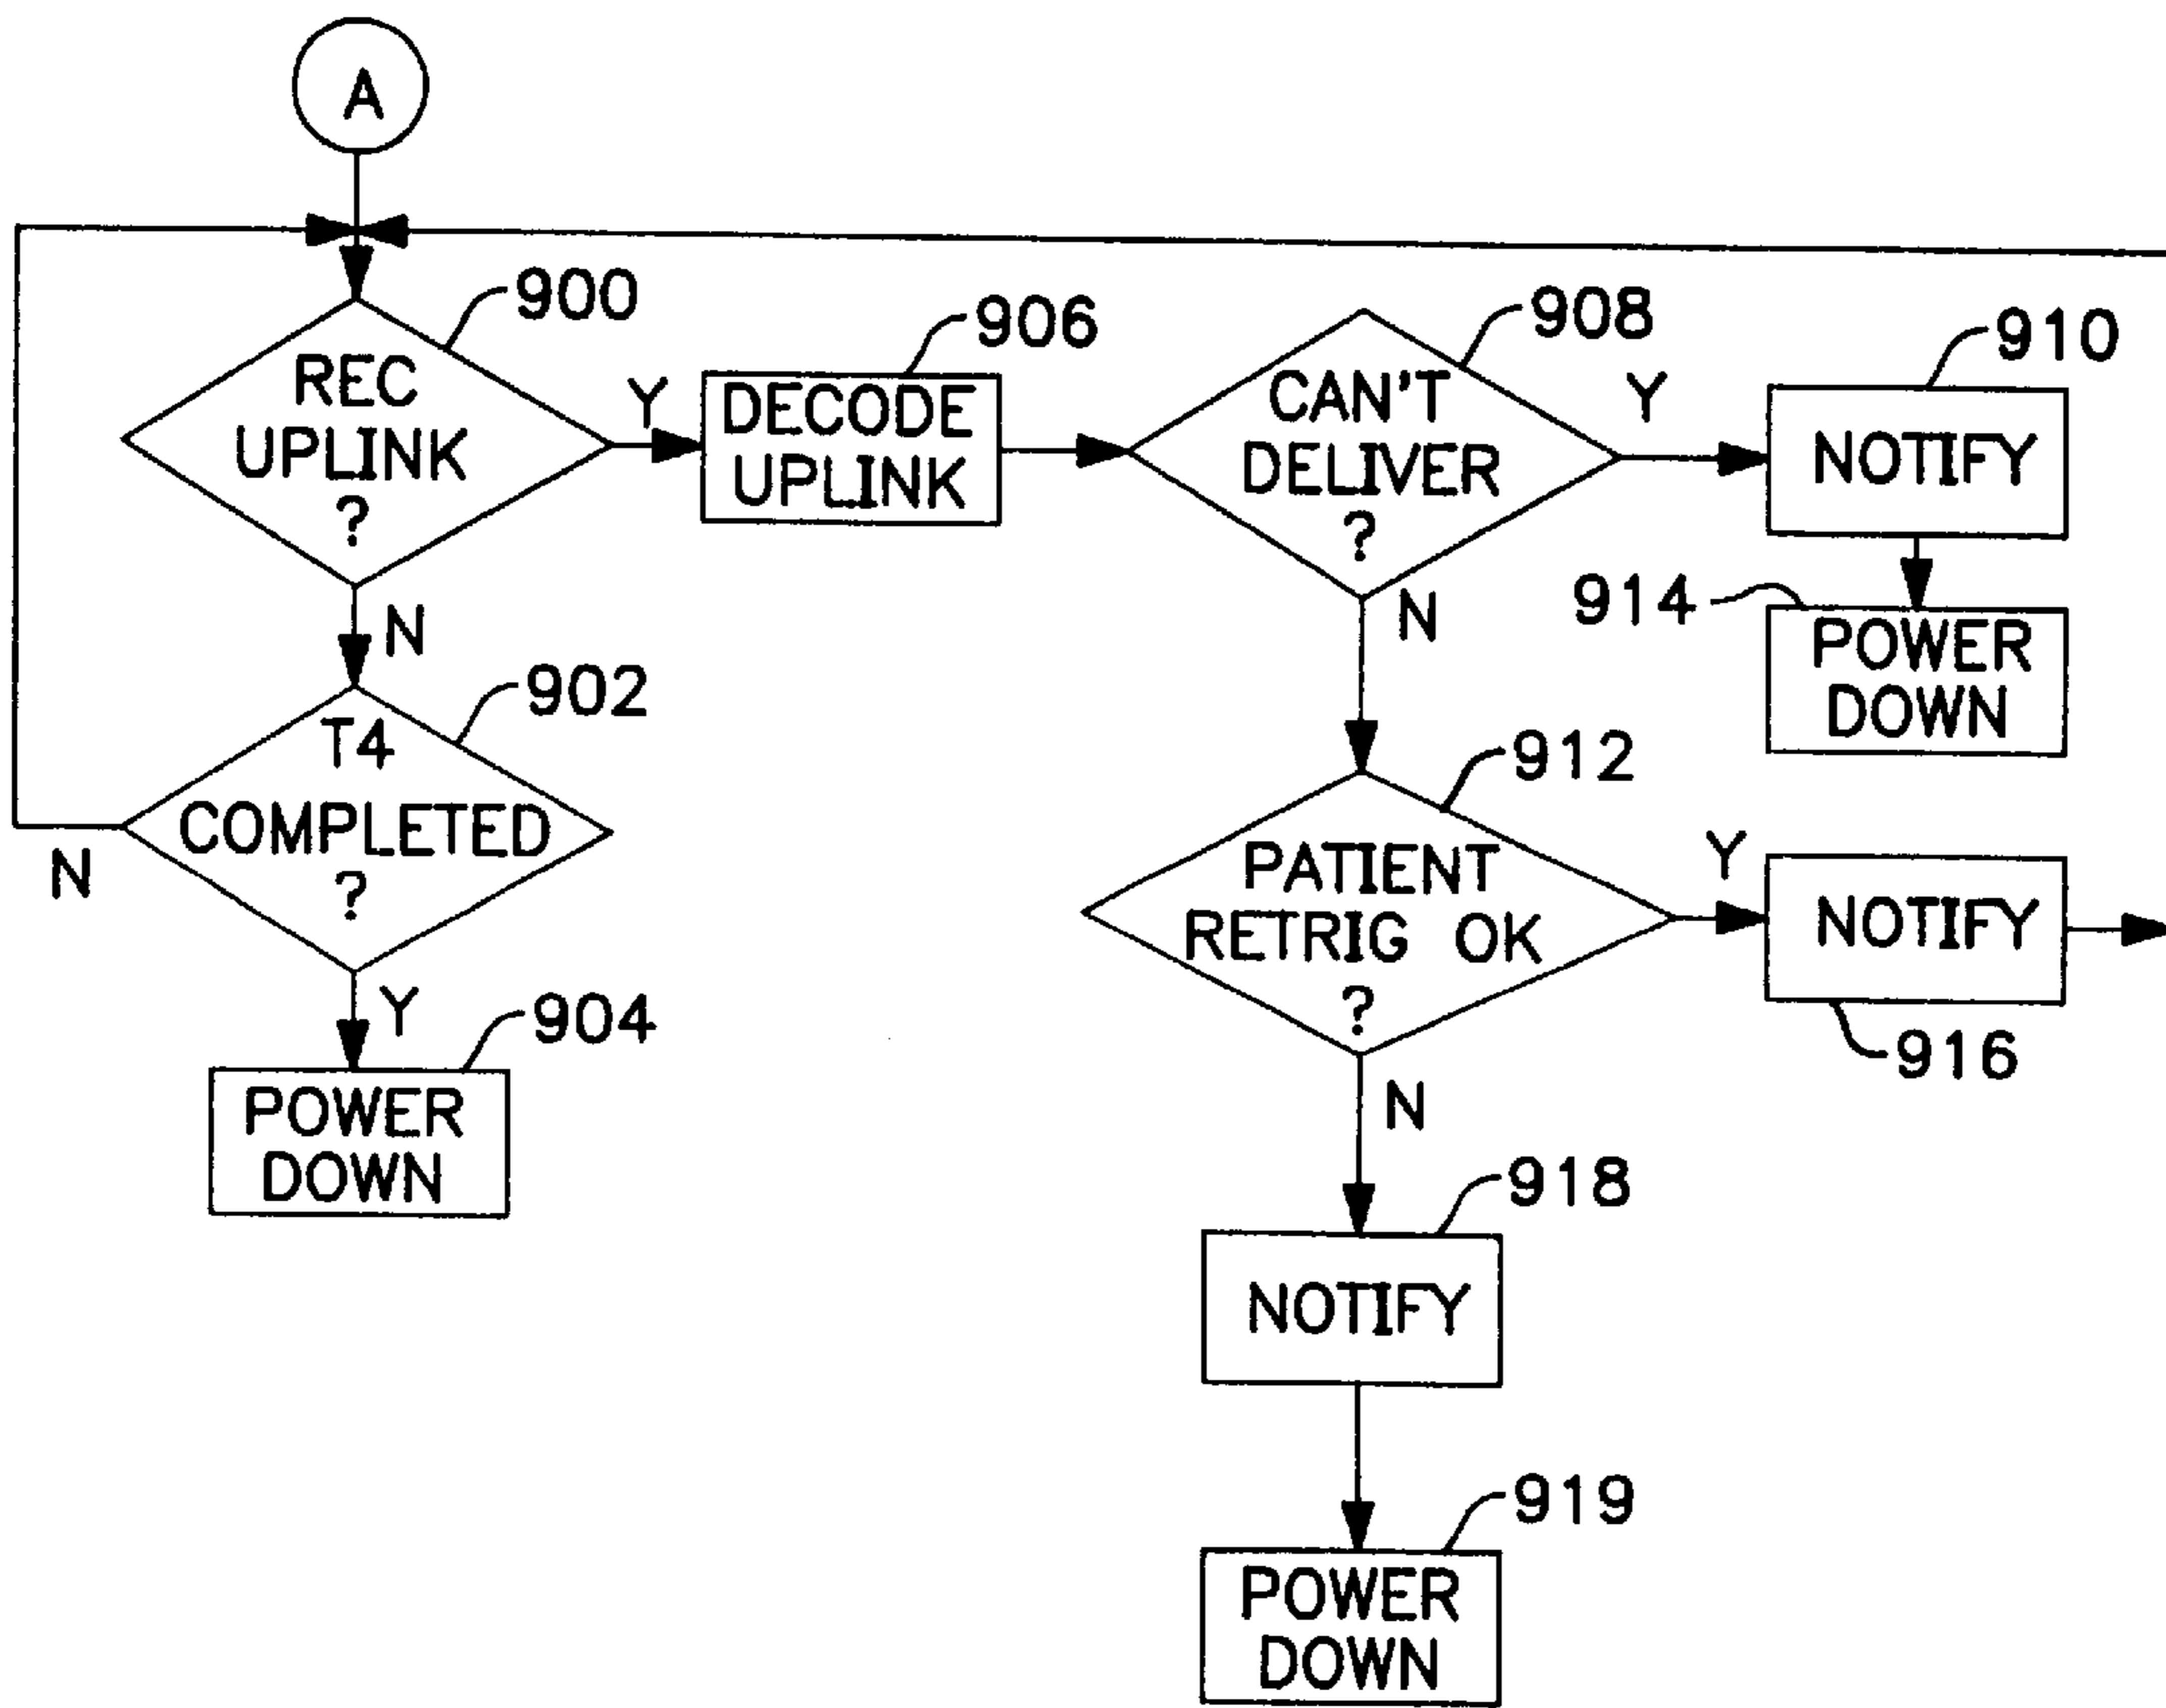 A
900
REC
UPLINK
?
Y
N
906
DECODE
UPLINK
908
CAN'T
DELIVER
?
Y
N
910
NOTIFY
914
POWER
DOWN
902
T4
COMPLETED
?
N
Y
904
POWER
DOWN
912
PATIENT
RETRIG OK
?
Y
N
NOTIFY
916
918
NOTIFY
919
POWER
DOWN